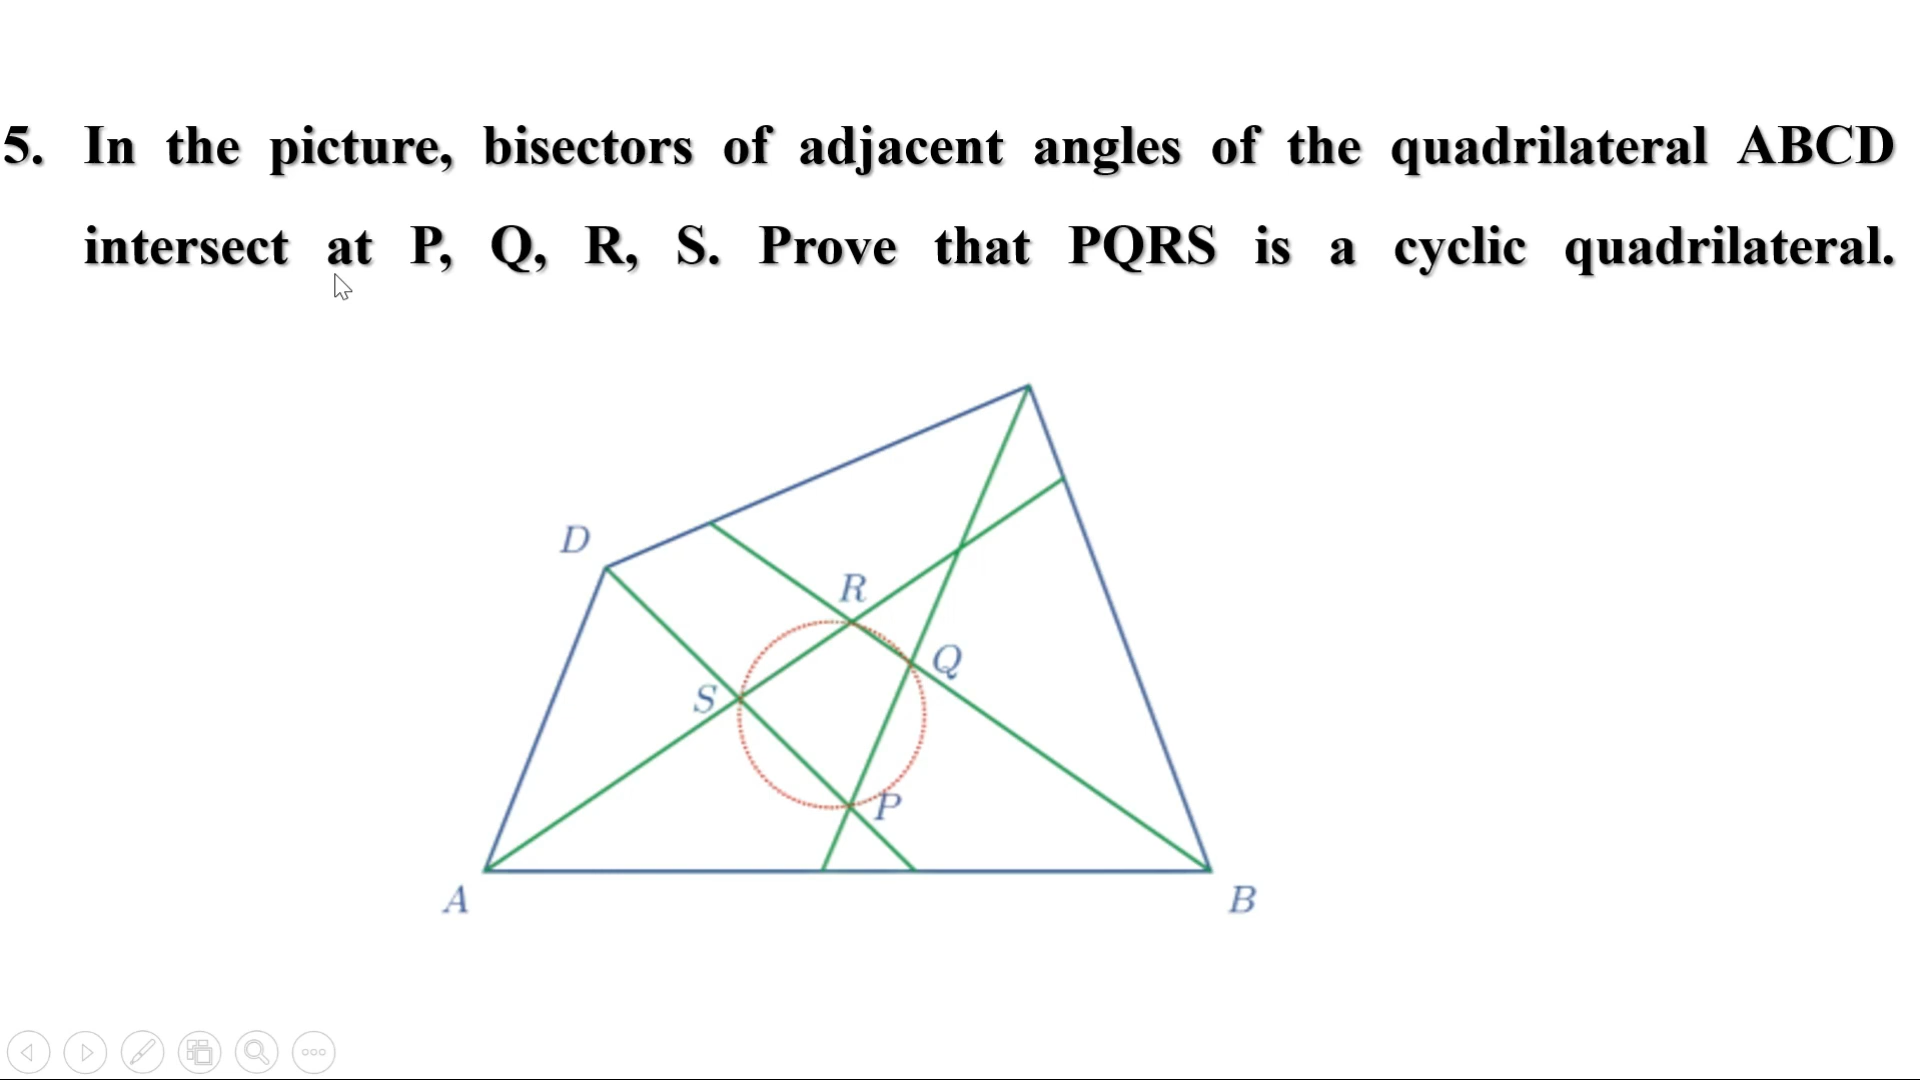 5. In the picture, bisectors of adjacent angles of the quadrilateral ABCD
intersect at P, Q, R, S. Prove that PQRS is a cyclic quadrilateral.
D
R
Q
S
P
A
B